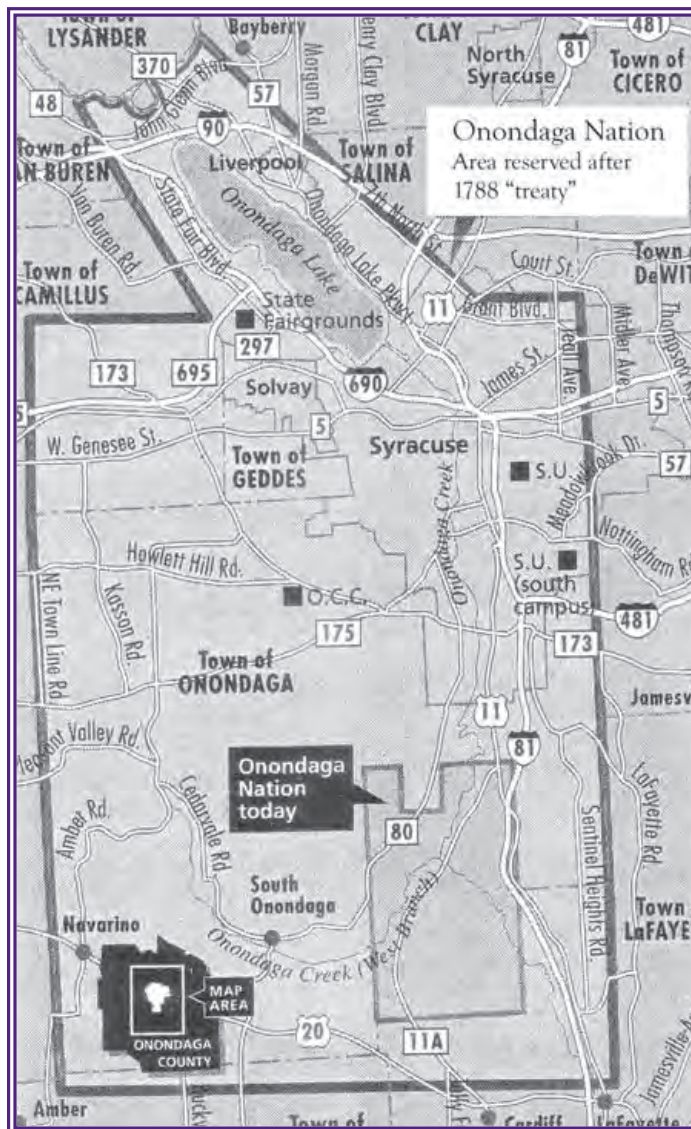 Town of
LYSANDER
Bayberry
CLAY
North
Syracuse
81
481
Town of
CICERO
370
John Glenn Blvd
57
Morgan Rd.
Henry Clay Blvd
48
90
Onondaga Nation
Area reserved after
1788 “treaty”
Town of
AN BUREN
Liverpool
Town of
SALINA
Van Buren Rd.
State Fair Blvd.
Onondaga Lake
Onondaga Lake Pkwy.
7th North St.
Town of
CAMILLUS
Court St.
Town o
DeWIT
11
Grant Blvd.
State
Fairgrounds
297
Teall Ave.
Midler Ave.
Thompson
173
695
690
James St.
Solvay
5
5
5
W. Genesee St.
Town of
GEDDES
Syracuse
S.U.
Meadowbrook Dr.
57
Onondaga Creek
Nottingham R
Howlett Hill Rd.
S.U.
(south
campus
O.C.C.
481
NE Town Line Rd.
Kasson Rd.
175
173
Town of
ONONDAGA
Jamesv
11
81
Pleasant Valley Rd.
Onondaga
Nation
today
Amber Rd.
Cedarvale Rd.
80
Sentinel Heights Rd.
LaFayette Rd.
South
Onondaga
Onondaga Creek (West Branch)
Town
LaFAYE
Navarino
MAP
AREA
ONONDAGA
COUNTY
20
11A
Jamesville
Amber
Town of
Cardiff
LaFayette